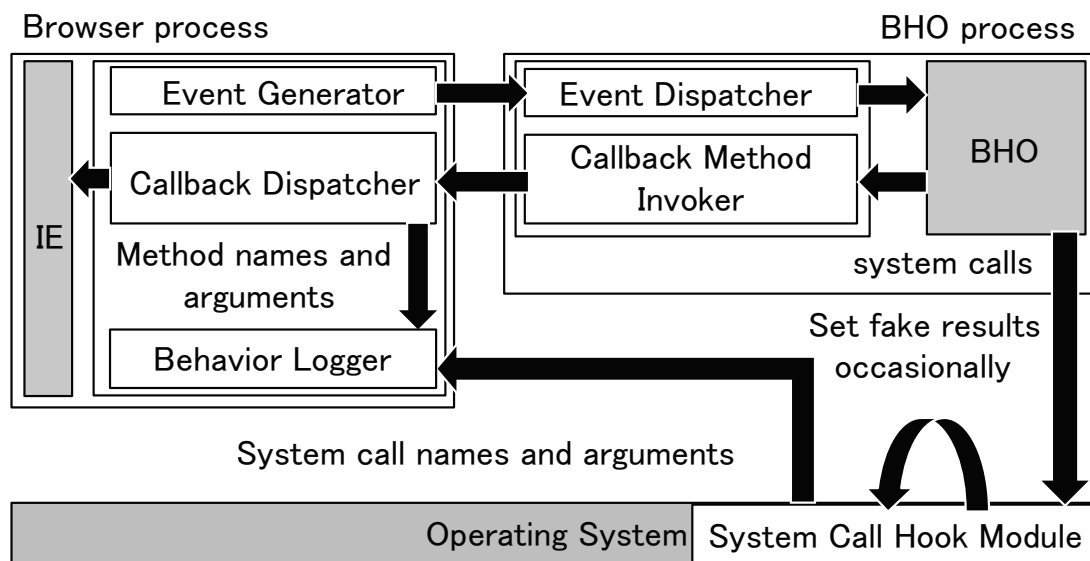 Browser process
BHO process
Event Generator
Event Dispatcher
Callback Dispatcher
Callback Method
Invoker
BHO
IE
Method names and
arguments
system calls
Set fake results
occasionally
Behavior Logger
System call names and arguments
Operating System
System Call Hook Module